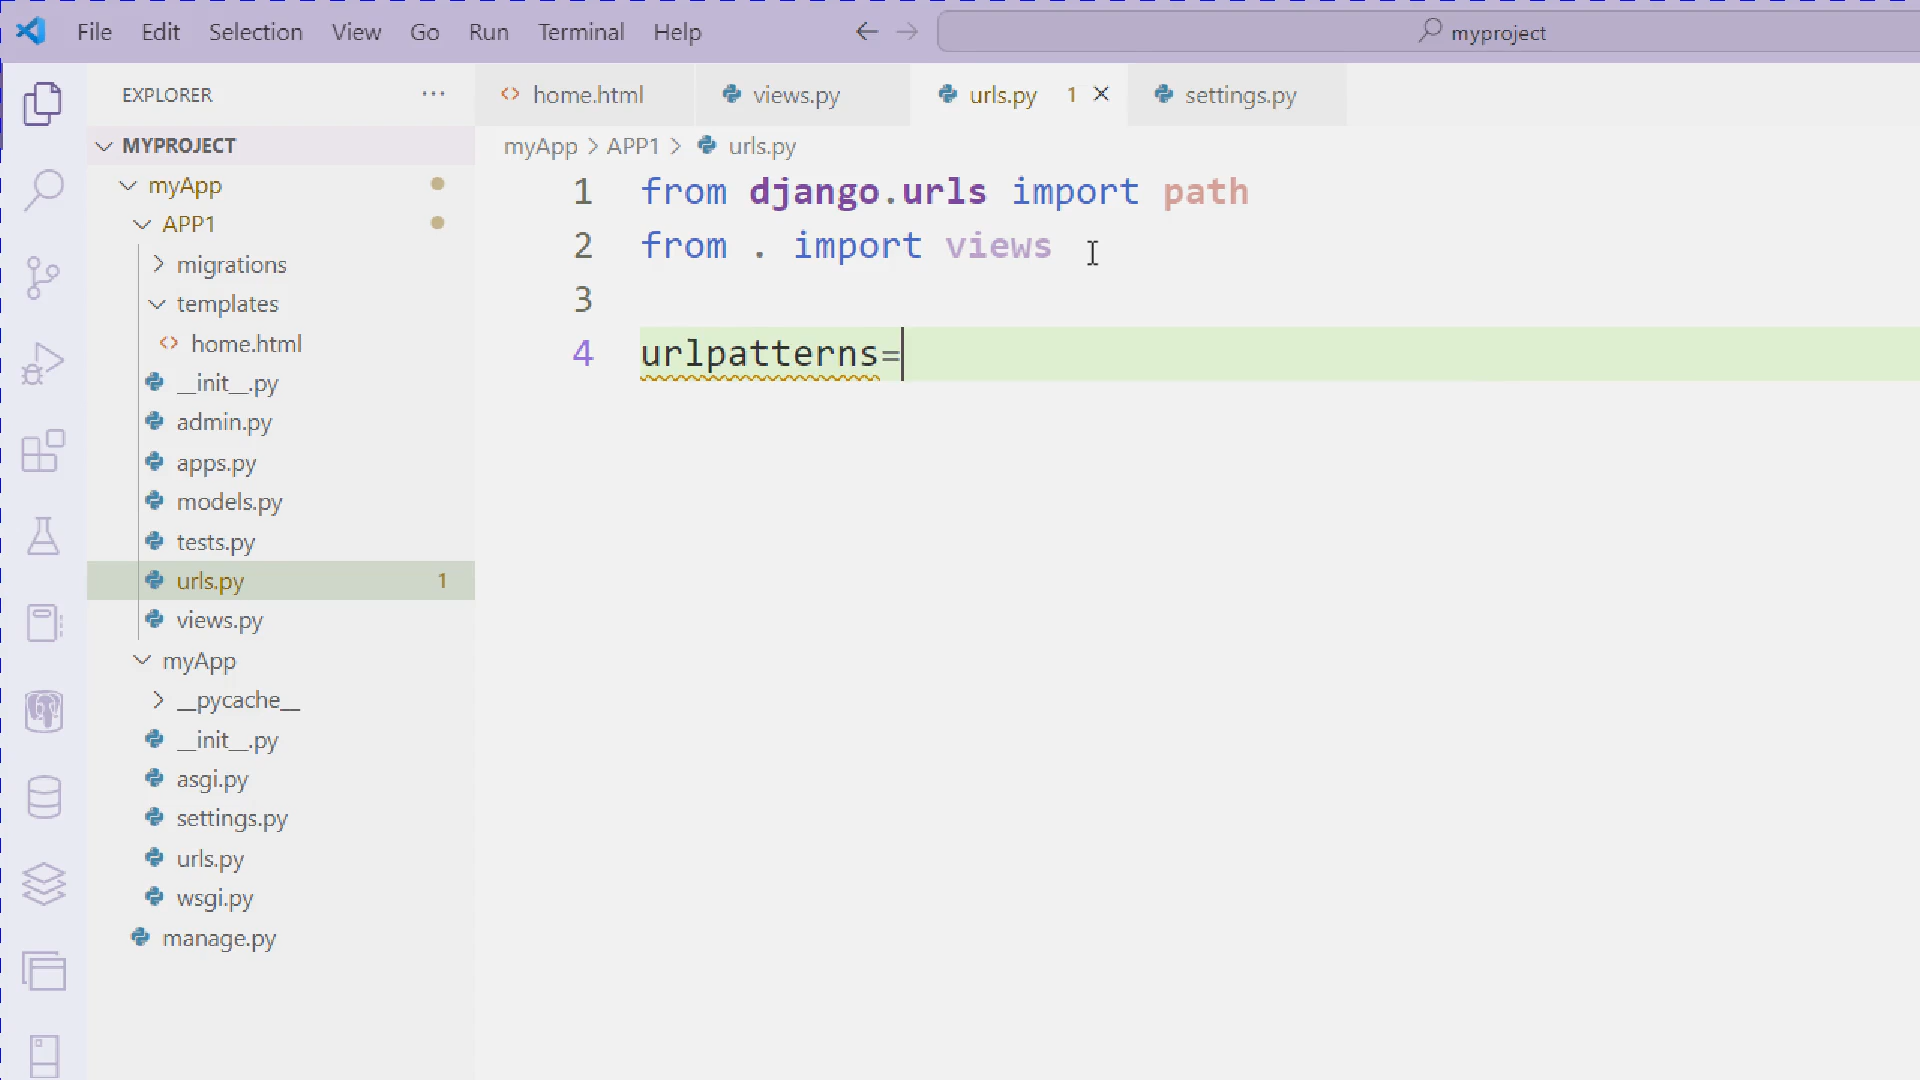 File Edit Selection View Go Run Terminal Help
myproject
EXPLORER ...
home.html
views.py
urls.py 1
settings.py
MYPROJECT
myApp > APP1 > urls.py
myApp
APP1
migrations
templates
home.html
__init__.py
admin.py
apps.py
models.py
tests.py
urls.py 1
views.py
myApp
__pycache__
__init__.py
asgi.py
settings.py
urls.py
wsgi.py
manage.py
1 from django.urls import path
2 from . import views
3
4 urlpatterns=